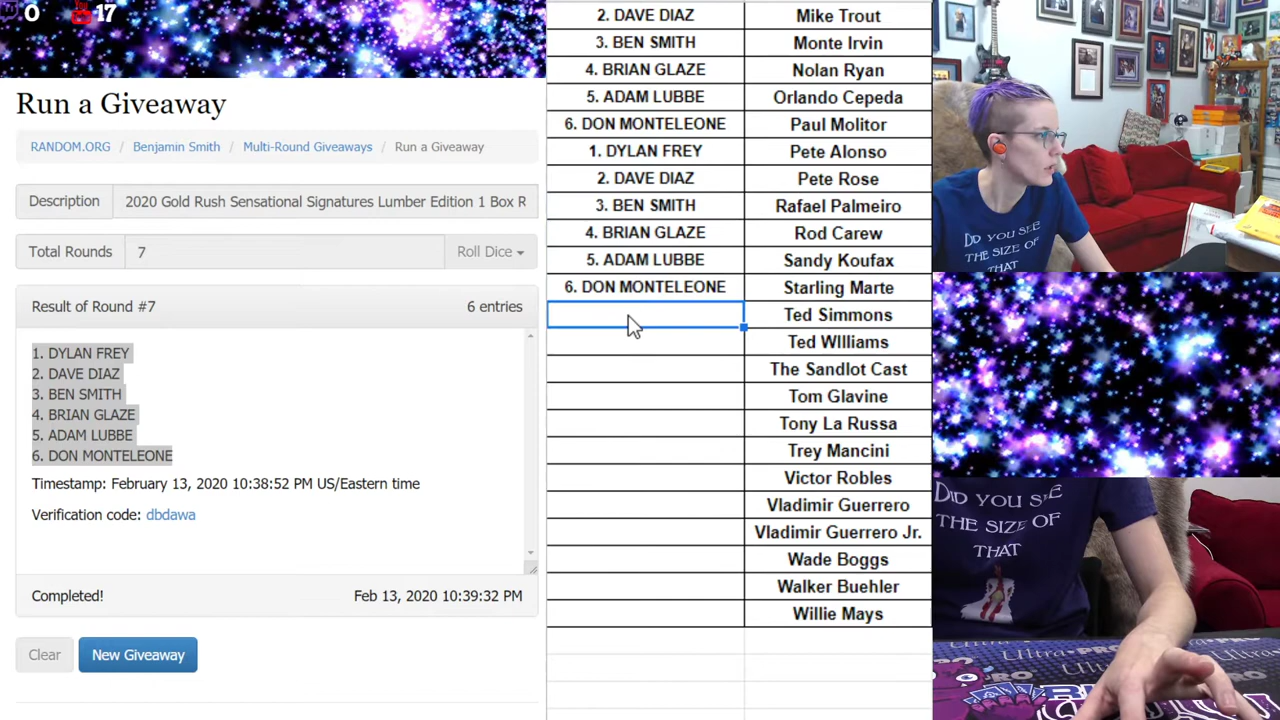 0 17
Run a Giveaway
RANDOM.ORG Benjamin Smith Multi-Round Giveaways Run a Giveaway
Description 2020 Gold Rush Sensational Signatures Lumber Edition 1 Box R
Total Rounds 7 Roll Dice
Result of Round #7 6 entries
1. DYLAN FREY
2. DAVE DIAZ
3. BEN SMITH
4. BRIAN GLAZE
5. ADAM LUBBE
6. DON MONTELEONE
Timestamp: February 13, 2020 10:38:52 PM US/Eastern time
Verification code: dbdawa
Completed! Feb 13, 2020 10:39:32 PM
Clear New Giveaway
2. DAVE DIAZ Mike Trout
3. BEN SMITH Monte Irvin
4. BRIAN GLAZE Nolan Ryan
5. ADAM LUBBE Orlando Cepeda
6. DON MONTELEONE Paul Molitor
1. DYLAN FREY Pete Alonso
2. DAVE DIAZ Pete Rose
3. BEN SMITH Rafael Palmeiro
4. BRIAN GLAZE Rod Carew
5. ADAM LUBBE Sandy Koufax
6. DON MONTELEONE Starling Marte
Ted Simmons
Ted WIlliams
The Sandlot Cast
Tom Glavine
Tony La Russa
Trey Mancini
Victor Robles
Vladimir Guerrero
Vladimir Guerrero Jr.
Wade Boggs
Walker Buehler
Willie Mays
DID YOU SEE
THE SIZE OF
THAT
DID YOU SEE
THE SIZE OF
THAT
Ultra•PRO